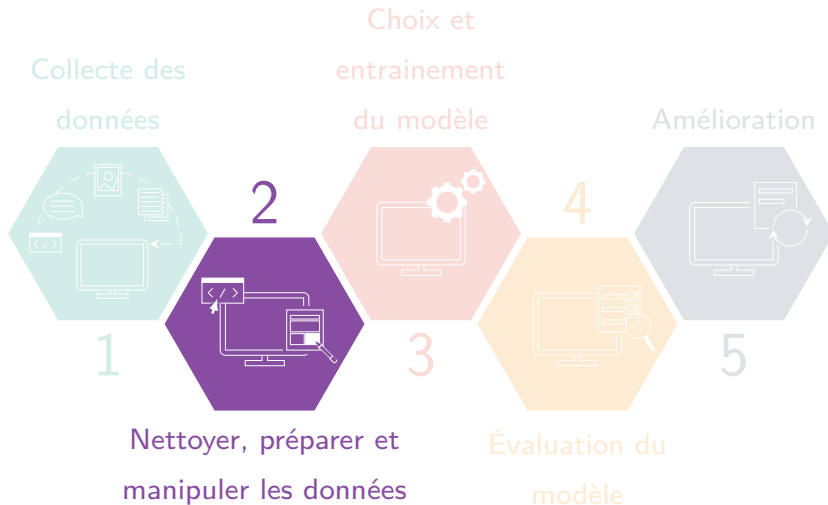 Collecte des
données
1
2
Nettoyer, préparer et
manipuler les données
Choix et
entrainement
du modèle
3
4
Évaluation du
modèle
Amélioration
5